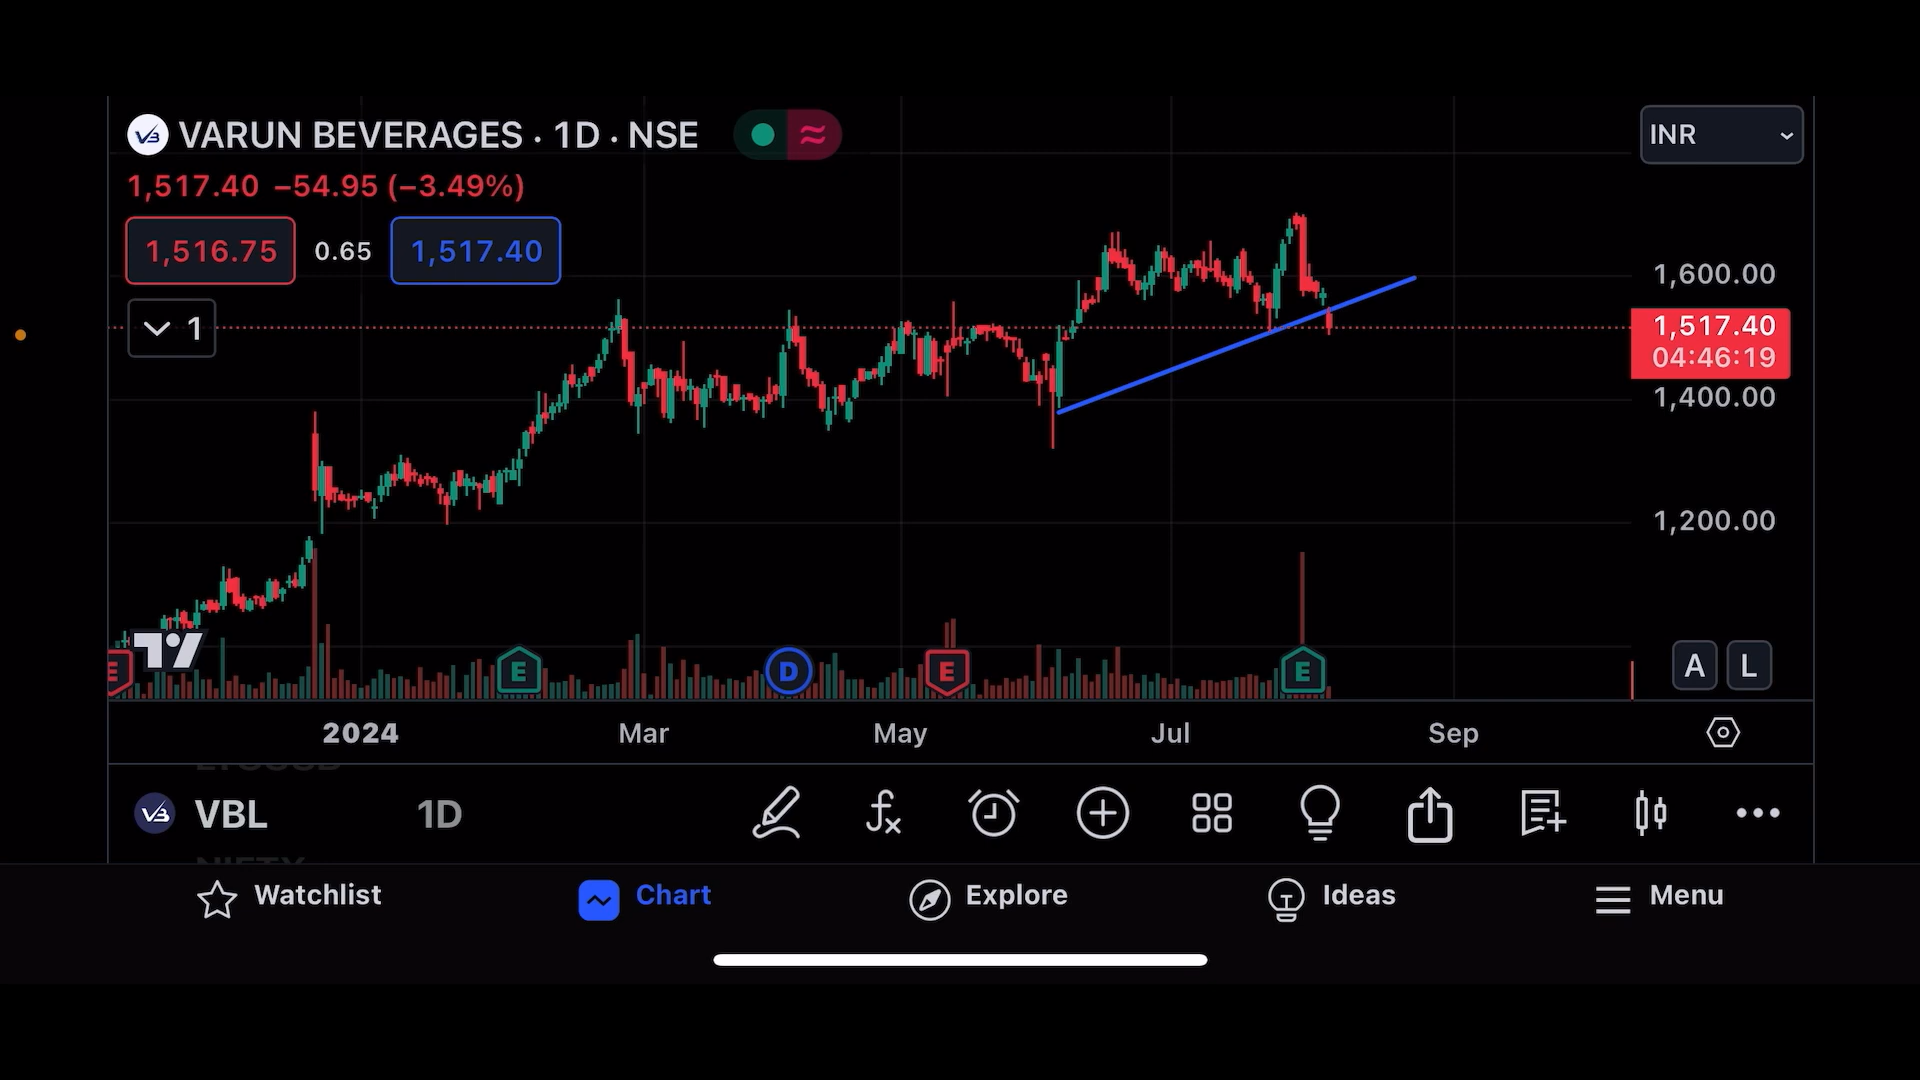 VARUN BEVERAGES · 1D · NSE
INR
1,517.40 −54.95 (−3.49%)
1,516.75 0.65 1,517.40
1
1,600.00
1,517.40
04:46:19
1,400.00
1,200.00
E E D E E
A L
2024 Mar May Jul Sep
VBL 1D
Watchlist Chart Explore Ideas Menu